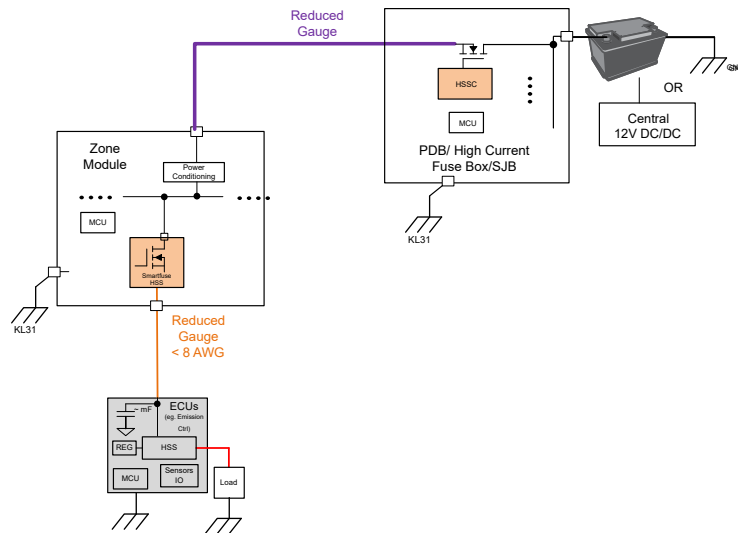 Reduced
Gauge
HSSC
MCU
PDB/ High Current
Fuse Box/SJB
KL31
OR
Central
12V DC/DC
Zone
Module
Power
Conditioning
MCU
Smartfuse
HSS
KL31
Reduced
Gauge
< 8 AWG
~ mF
ECUs
(eg. Emission
Ctrl)
REG
HSS
MCU
Sensors
IO
Load